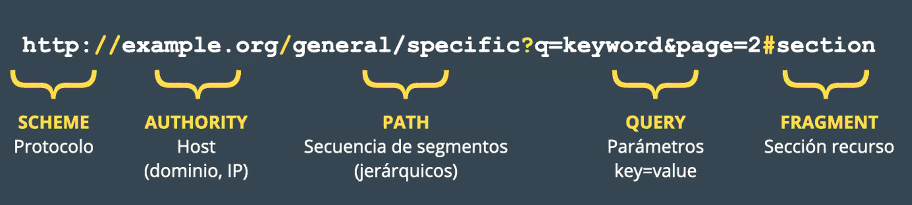 http://example.org/general/specific?q=keyword&page=2#section
SCHEME AUTHORITY PATH QUERY FRAGMENT
Protocolo Host Secuencia de segmentos Parámetros Sección recurso
(dominio, IP) (jerárquicos) key=value